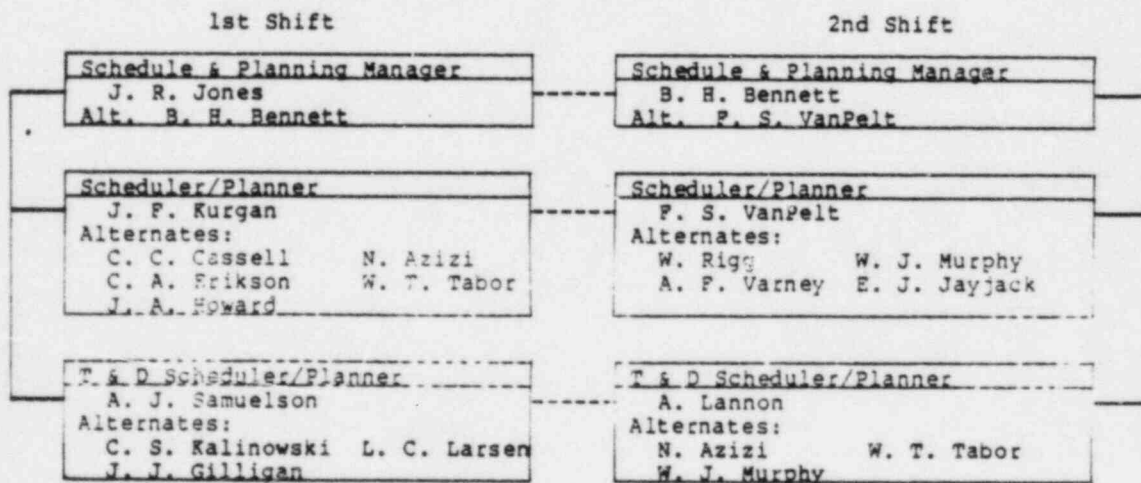 1st Shift
Schedule & Planning Manager
J. R. Jones
Alt. B. H. Bennett
Scheduler/Planner
J. F. Kurgan
Alternates:
C. C. Cassell N. Azizi
C. A. Erikson W. T. Tabor
J. A. Howard
T & D Scheduler/Planner
A. J. Samuelson
Alternates:
C. S. Kalinowski L. C. Larsen
J. J. Gilligan
2nd Shift
Schedule & Planning Manager
B. H. Bennett
Alt. F. S. VanPelt
Scheduler/Planner
F. S. VanPelt
Alternates:
W. Rigg W. J. Murphy
A. F. Varney E. J. Jayjack
T & D Scheduler/Planner
A. Lannon
Alternates:
N. Azizi W. T. Tabor
W. J. Murphy